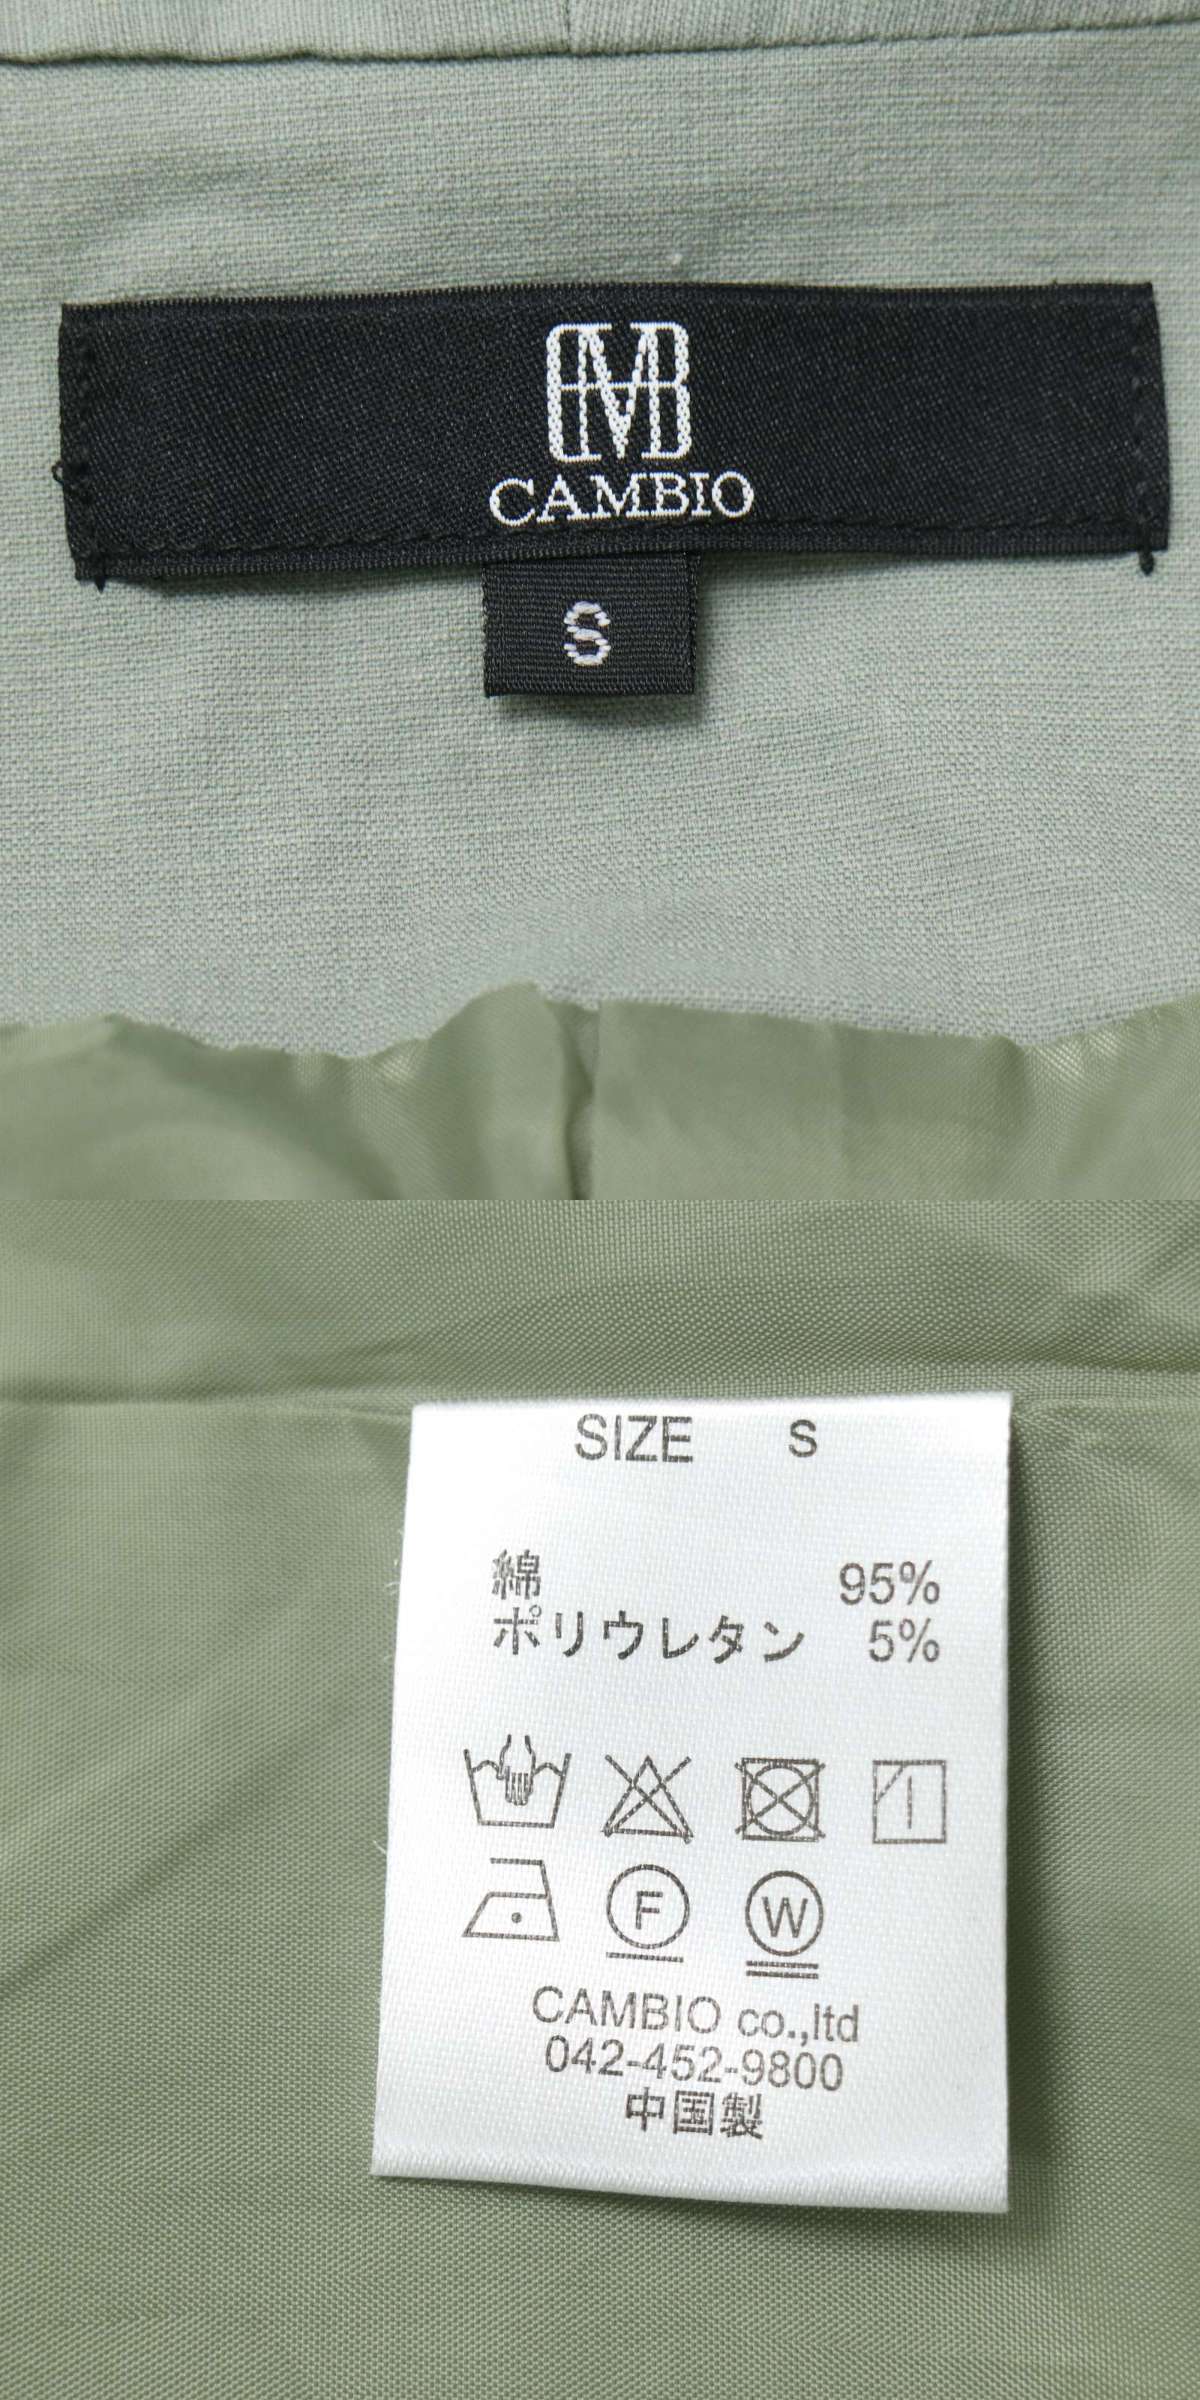 CAMBIO
S
SIZE S
綿 95%
ポリウレタン 5%
F W
CAMBIO co.,ltd
042-452-9800
中国製